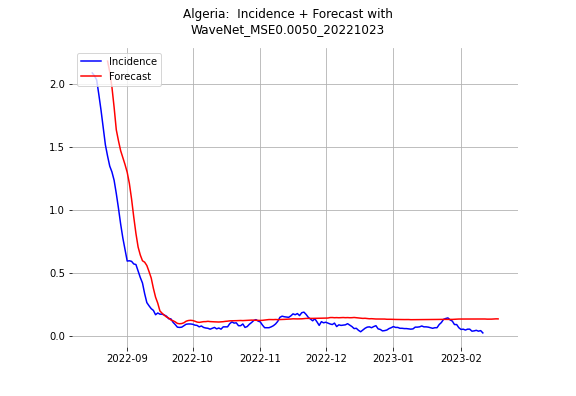 Algeria:  Incidence + Forecast with
WaveNet_MSE0.0050_20221023
Incidence
Forecast
2.0
1.5
1.0
0.5
0.0
2022-09
2022-10
2022-11
2022-12
2023-01
2023-02